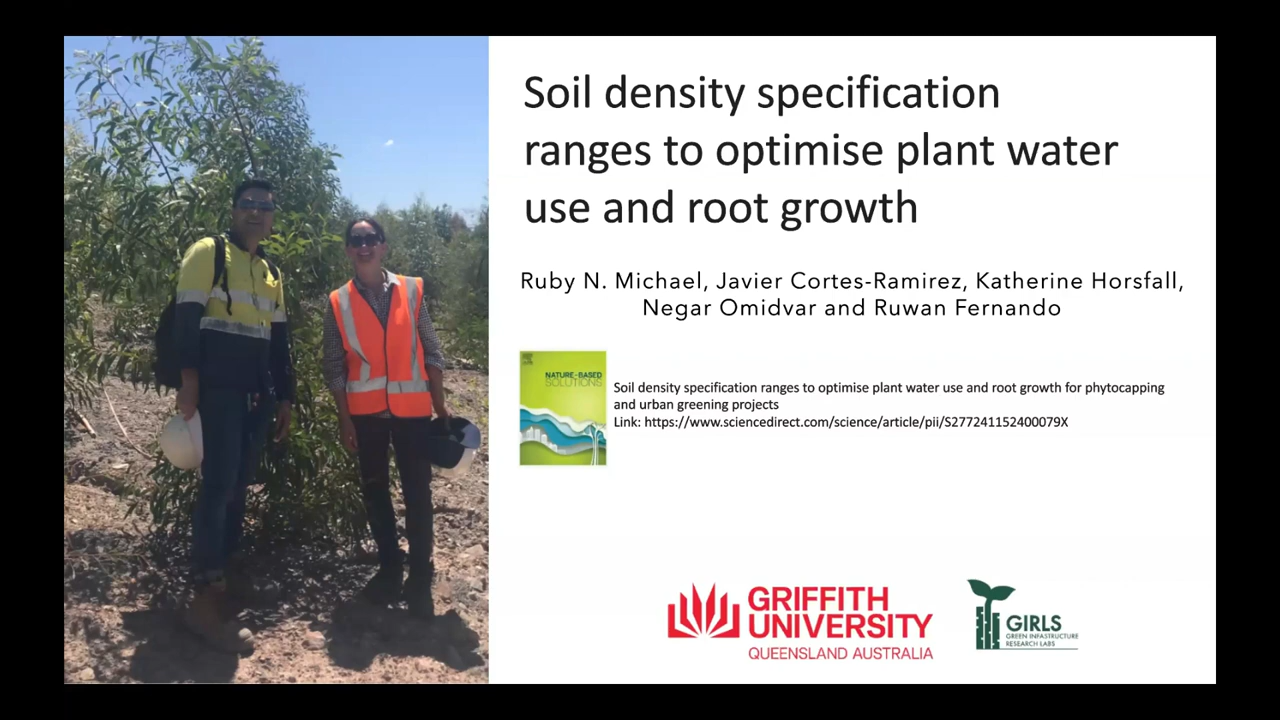 Soil density specification
ranges to optimise plant water
use and root growth
Ruby N. Michael, Javier Cortes-Ramirez, Katherine Horsfall,
Negar Omidvar and Ruwan Fernando
NATURE-BASED
SOLUTIONS
Soil density specification ranges to optimise plant water use and root growth for phytocapping
and urban greening projects
Link: https://www.sciencedirect.com/science/article/pii/S277241152400079X
GRIFFITH
UNIVERSITY
QUEENSLAND AUSTRALIA
GIRLS
GREEN INFASTRUCTURE
RESEARCH LABS